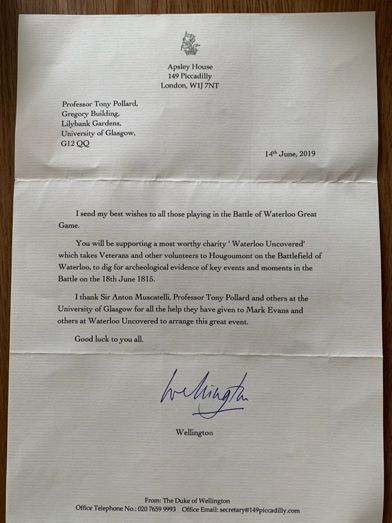 Apsley House
149 Piccadilly
London, W1J 7NT
Professor Tony Pollard,
Gregory Building,
Lilybank Gardens,
University of Glasgow,
G12 QQ
14th June, 2019
I send my best wishes to all those playing in the Battle of Waterloo Great
Game.
You will be supporting a most worthy charity ' Waterloo Uncovered'
which takes Veterans and other volunteers to Hougoumont on the Battlefield of
Waterloo, to dig for archeological evidence of key events and moments in the
Battle on the 18th June 1815.
I thank Sir Anton Muscatelli, Professor Tony Pollard and others at the
University of Glasgow for all the help they have given to Mark Evans and
others at Waterloo Uncovered to arrange this great event.
Good luck to you all.
Wellington
Wellington
From: The Duke of Wellington
Office Telephone No.: 020 7659 9993 Office Email: secretary@149piccadilly.com